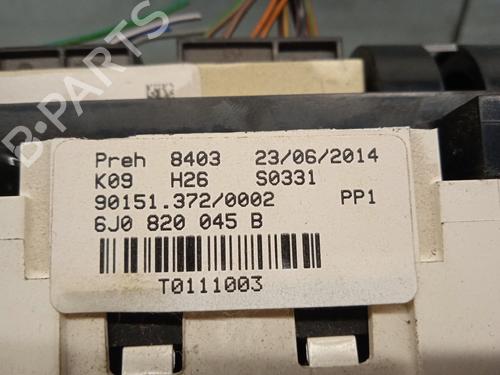 Preh 8403 23/06/2014
K09 H26 S0331
90151.372/0002 PP1
6J0 820 045 B
T0111003
B-PARTS